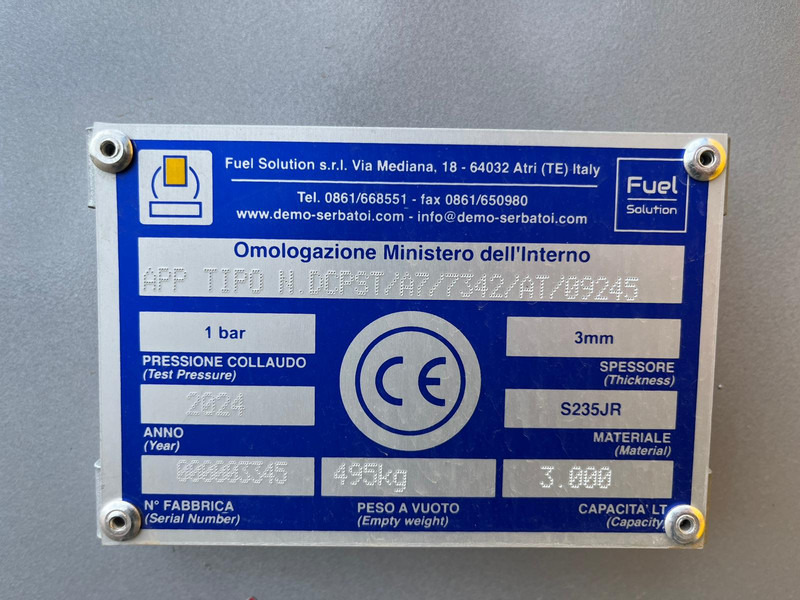 Fuel Solution s.r.l. Via Mediana, 18 - 64032 Atri (TE) Italy
Tel. 0861/668551 - fax 0861/650980
www.demo-serbatoi.com - info@demo-serbatoi.com
Fuel
Solution
Omologazione Ministero dell'Interno
APP TIPO N.DCPST/A7/7342/AT/09245
1 bar
PRESSIONE COLLAUDO
(Test Pressure)
CE
3mm
SPESSORE
(Thickness)
2024
ANNO
(Year)
S235JR
MATERIALE
(Material)
000003345
N° FABBRICA
(Serial Number)
495kg
PESO A VUOTO
(Empty weight)
3.000
CAPACITA' LT
(Capacity)